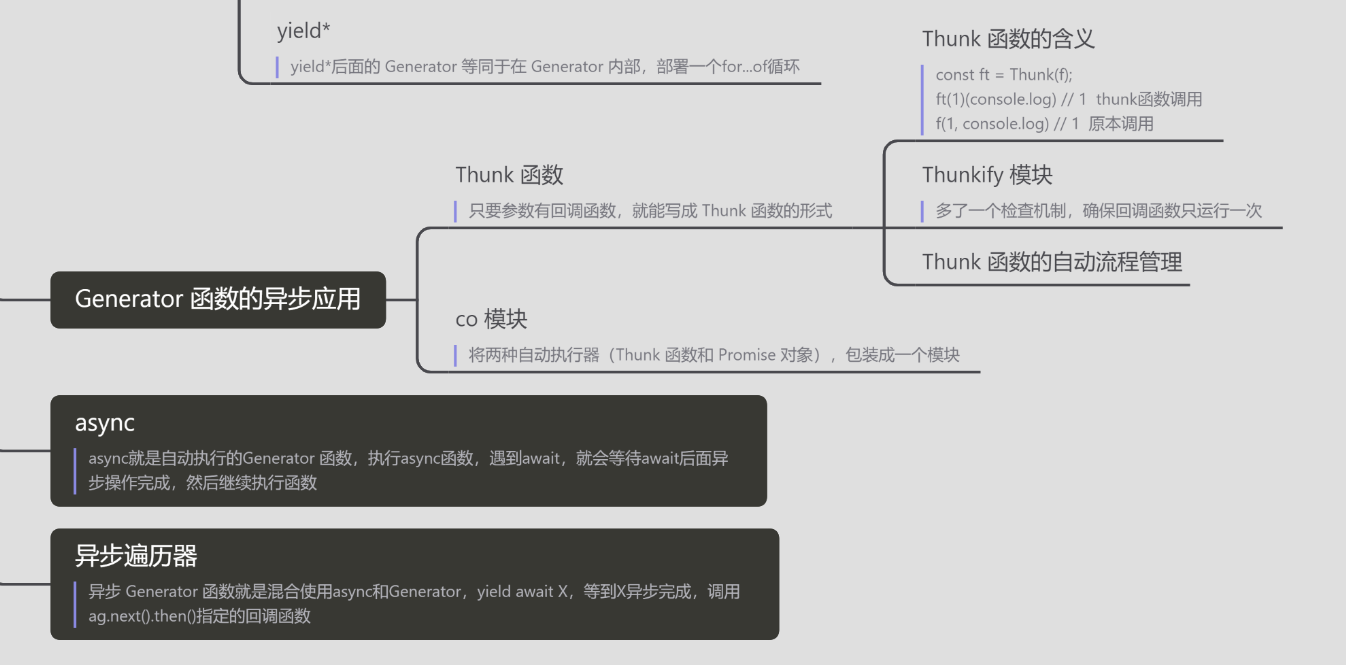 yield*
yield*后面的 Generator 等同于在 Generator 内部，部署一个for...of循环
Generator 函数的异步应用
Thunk 函数
只要参数有回调函数，就能写成 Thunk 函数的形式
Thunk 函数的含义
const ft = Thunk(f);
ft(1)(console.log) // 1  thunk函数调用
f(1, console.log) // 1  原本调用
Thunkify 模块
多了一个检查机制，确保回调函数只运行一次
Thunk 函数的自动流程管理
co 模块
将两种自动执行器（Thunk 函数和 Promise 对象），包装成一个模块
async
async就是自动执行的Generator 函数，执行async函数，遇到await，就会等待await后面异
步操作完成，然后继续执行函数
异步遍历器
异步 Generator 函数就是混合使用async和Generator，yield await X，等到X异步完成，调用
ag.next().then()指定的回调函数